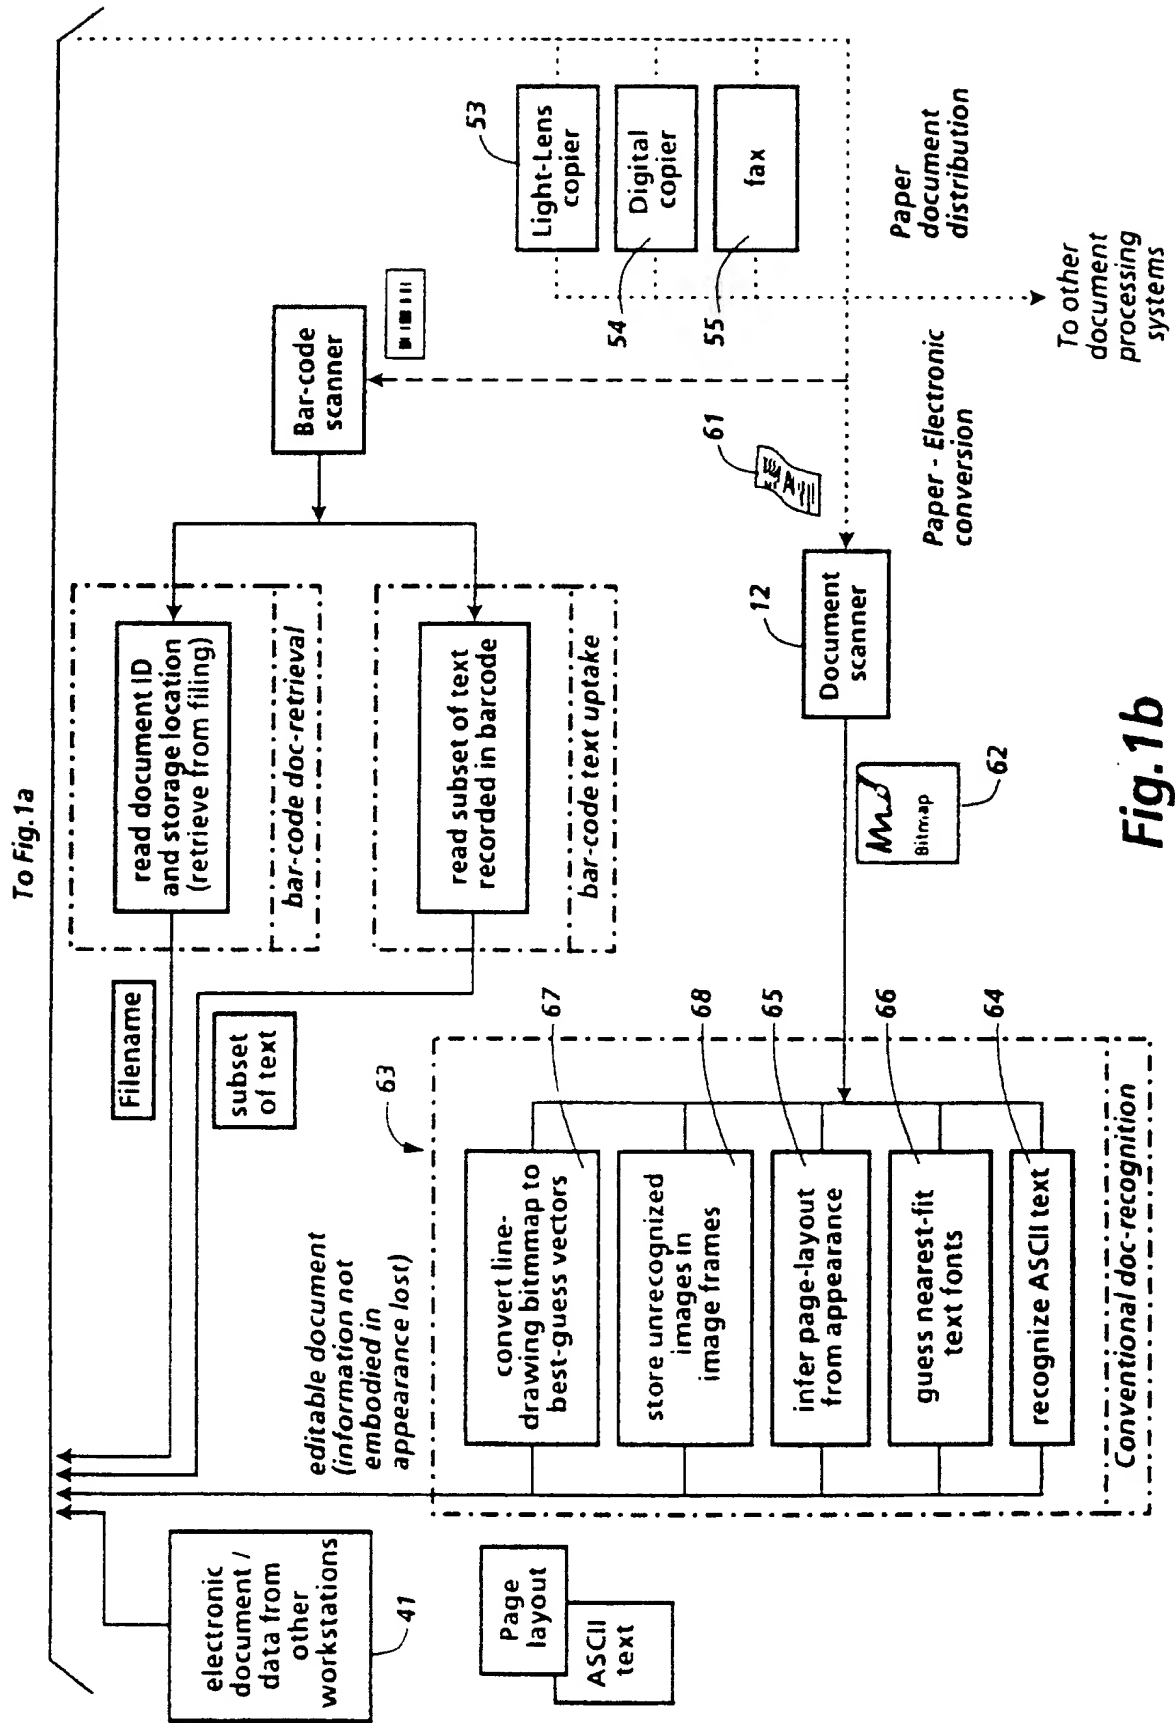 To Fig.1a
electronic
document /
data from
other
workstations
41
Page
layout
ASCII
text
Filename
subset
of text
read document ID
and storage location
(retrieve from filing)
bar-code doc-retrieval
read subset of text
recorded in barcode
bar-code text uptake
Bar-code
scanner
Light-Lens
copier
53
Digital
copier
54
fax
55
Paper
document
distribution
To other
document
processing
systems
Paper - Electronic
conversion
61
A
Document
scanner
12
Bitmap
62
editable document
(information not
embodied in
appearance lost)
63
convert line-
drawing bitmmap to
best-guess vectors
67
store unrecognized
images in
image frames
68
infer page-layout
from appearance
65
guess nearest-fit
text fonts
66
recognize ASCII text
64
Conventional doc-recognition
Fig.1b